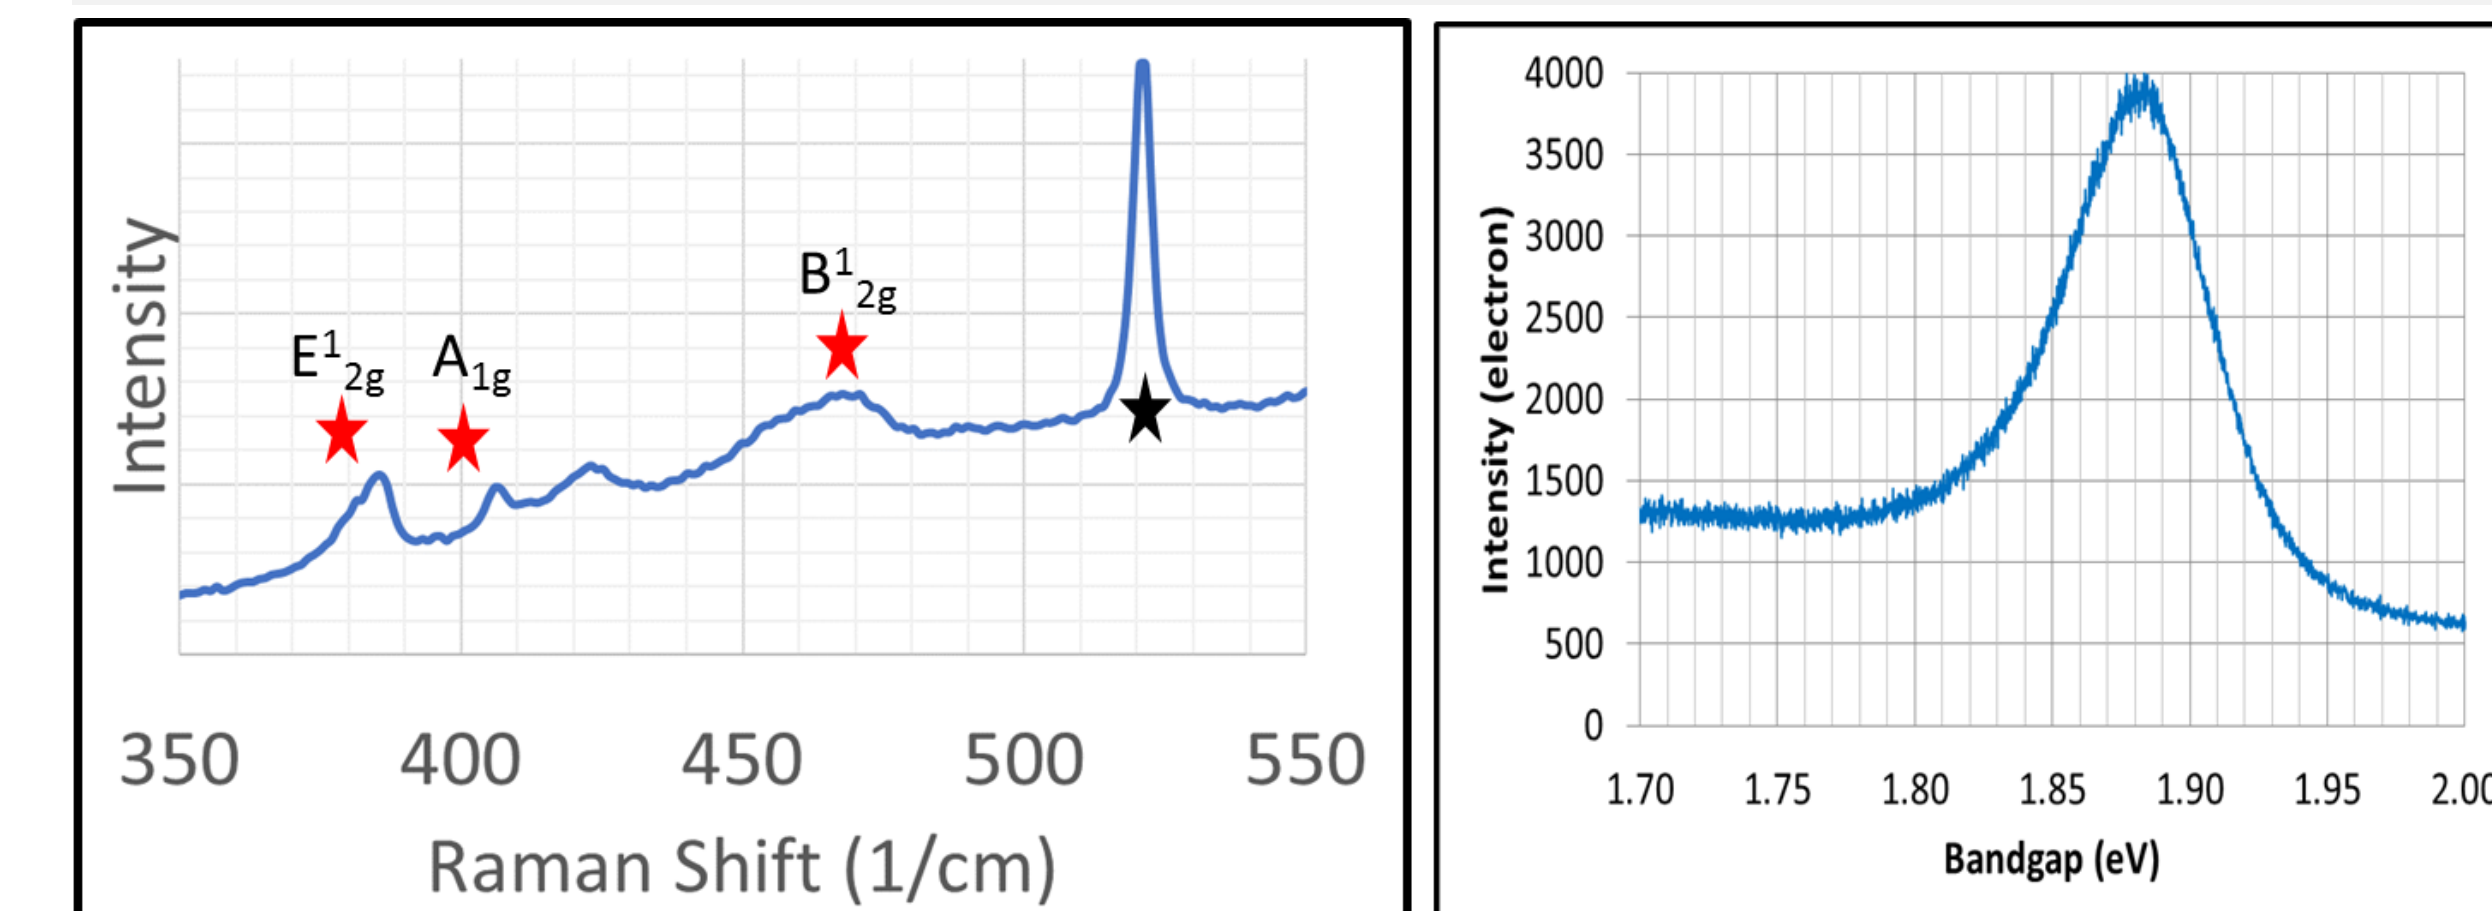 Intensity
E¹₂g
A₁g
B¹₂g
350 400 450 500 550
Raman Shift (1/cm)
Intensity (electron)
4000
3500
3000
2500
2000
1500
1000
500
0
1.70 1.75 1.80 1.85 1.90 1.95 2.00
Bandgap (eV)